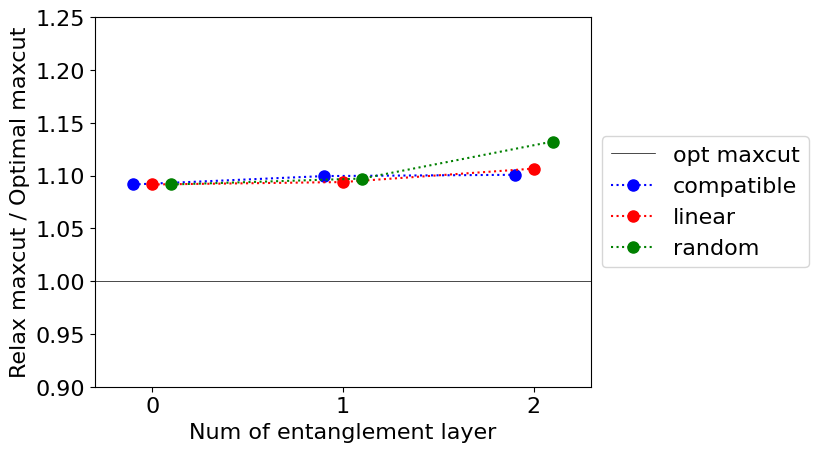 Relax maxcut / Optimal maxcut
1.25
1.20
1.15
1.10
1.05
1.00
0.95
0.90
0
1
2
Num of entanglement layer
opt maxcut
compatible
linear
random